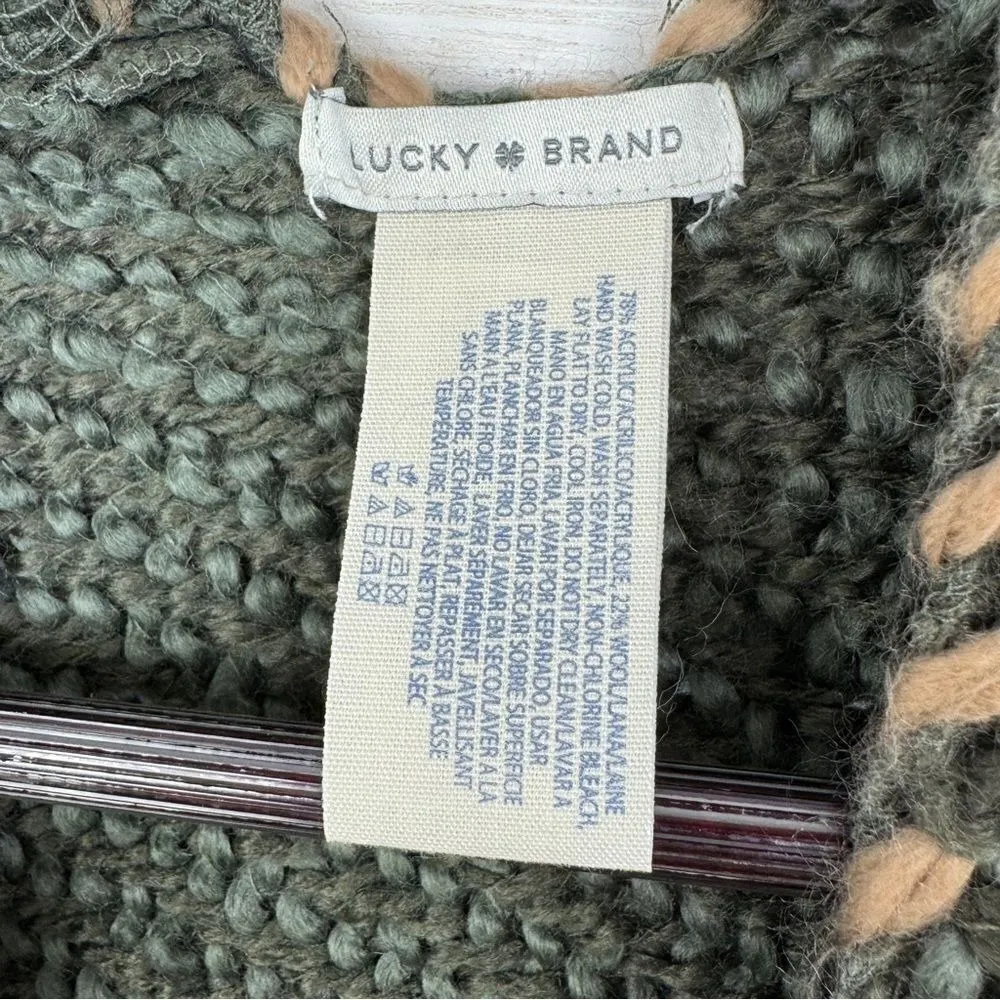 LUCKY BRAND
78% ACRYLIC/ACRILICO/ACRYLIQUE, 22% WOOL/LANA/LAINE
HAND WASH COLD, WASH SEPARATELY, NON-CHLORINE BLEACH,
LAY FLAT TO DRY, COOL IRON, DO NOT DRY CLEAN/LAVAR A
MANO EN AGUA FRIA, LAVAR POR SEPARADO, USAR
BLANQUEADOR SIN CLORO, DEJAR SECAR SOBRE SUPERFICIE
PLANA, PLANCHAR EN FRIO, NO LAVAR EN SECO/LAVER A LA
MAIN À L'EAU FROIDE, LAVER SÉPARÉMENT, JAVELLISANT
SANS CHLORE, SÉCHAGE À PLAT, REPASSER À BASSE
TEMPÉRATURE, NE PAS NETTOYER À SEC